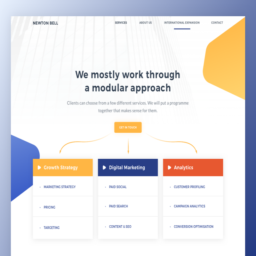 NEWTON BELL
SERVICES
ABOUT US
INTERNATIONAL EXPANSION
CONTACT
We mostly work through
a modular approach
Clients can choose from a few different services. We will put a programme
together that makes sense for them.
Growth Strategy
MARKETING STRATEGY
PRICING
TARGETING
Digital Marketing
PAID SOCIAL
PAID SEARCH
CONTENT & SEO
Analytics
CUSTOMER PROFILING
CAMPAIGN ANALYTICS
CONVERSION OPTIMISATION